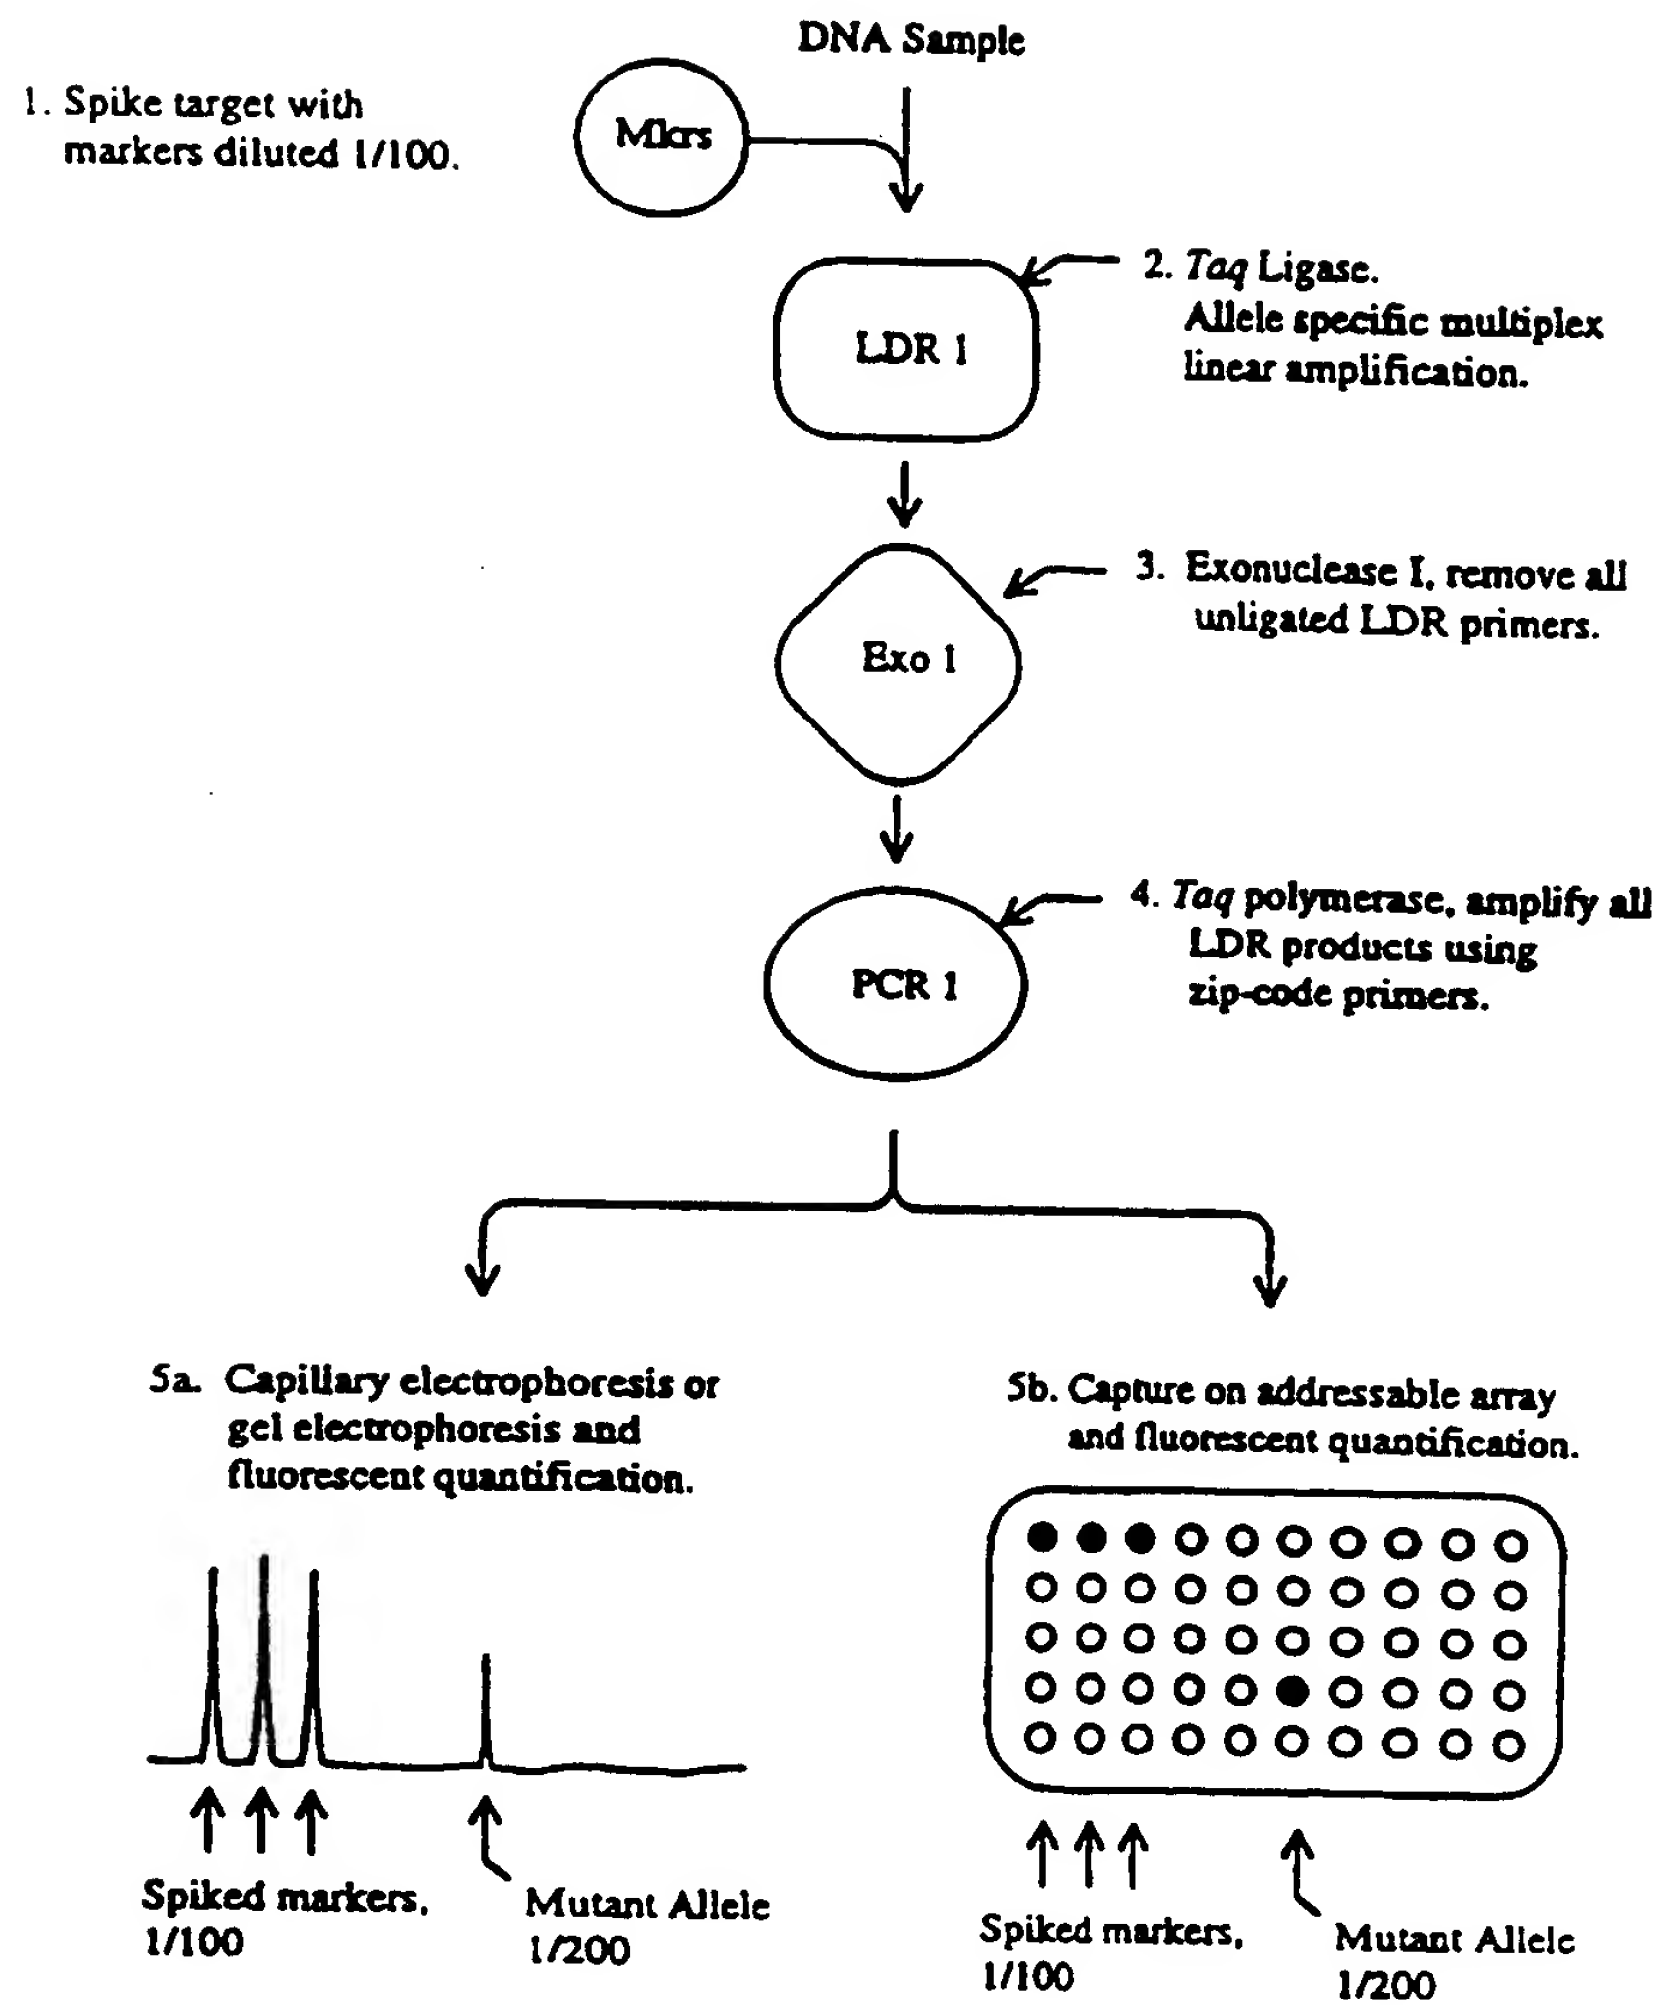 DNA Sample
1. Spike target with
markers diluted 1/100.
Mkrs
2. Taq Ligase.
Allele specific multiplex
linear amplification.
LDR 1
3. Exonuclease I, remove all
unligated LDR primers.
Exo 1
4. Taq polymerase, amplify all
LDR products using
zip-code primers.
PCR 1
5a. Capillary electrophoresis or
gel electrophoresis and
fluorescent quantification.
5b. Capture on addressable array
and fluorescent quantification.
Spiked markers,
1/100
Mutant Allele
1/200
Spiked markers,
1/100
Mutant Allele
1/200